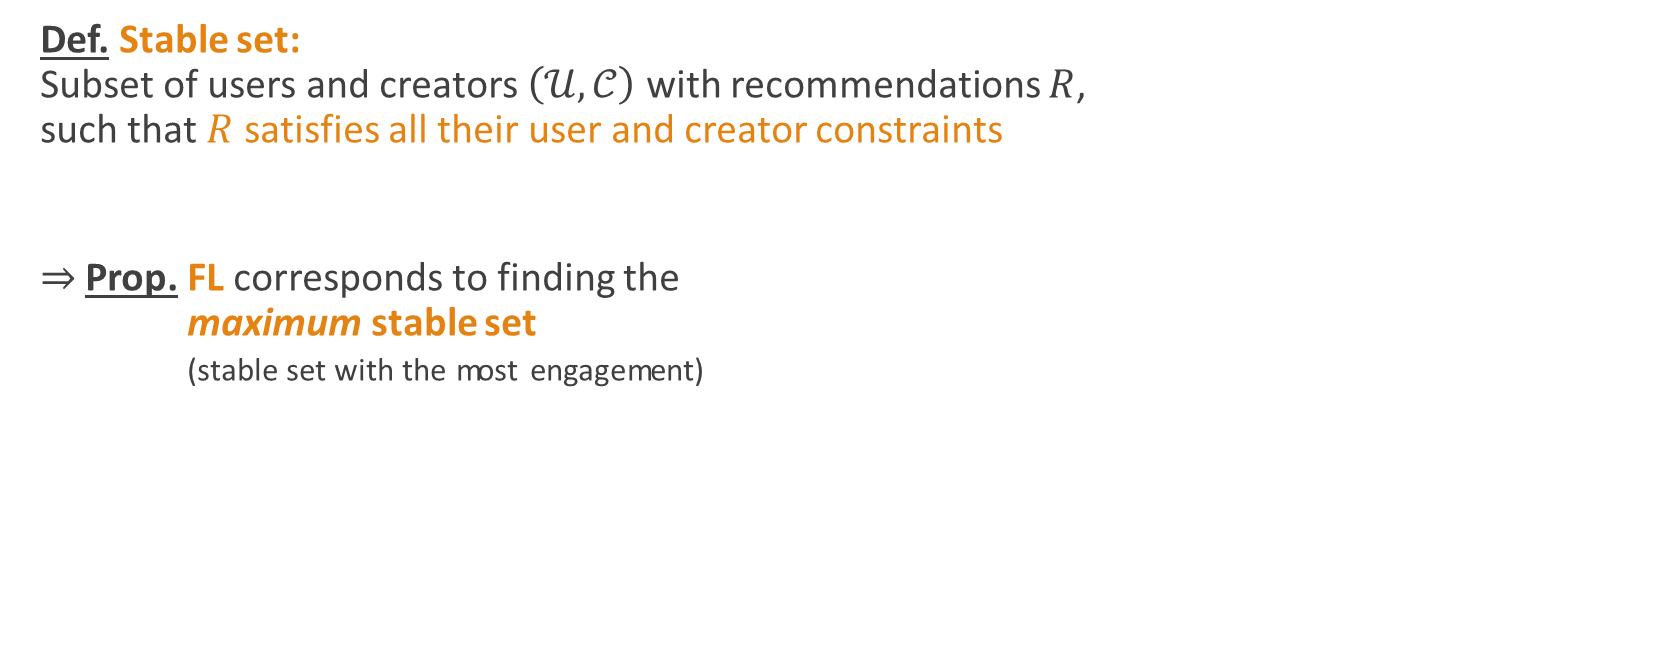 Def. Stable set:
Subset of users and creators (𝒰, 𝒞) with recommendations R,
such that R satisfies all their user and creator constraints
⇒ Prop. FL corresponds to finding the
maximum stable set
(stable set with the most engagement)